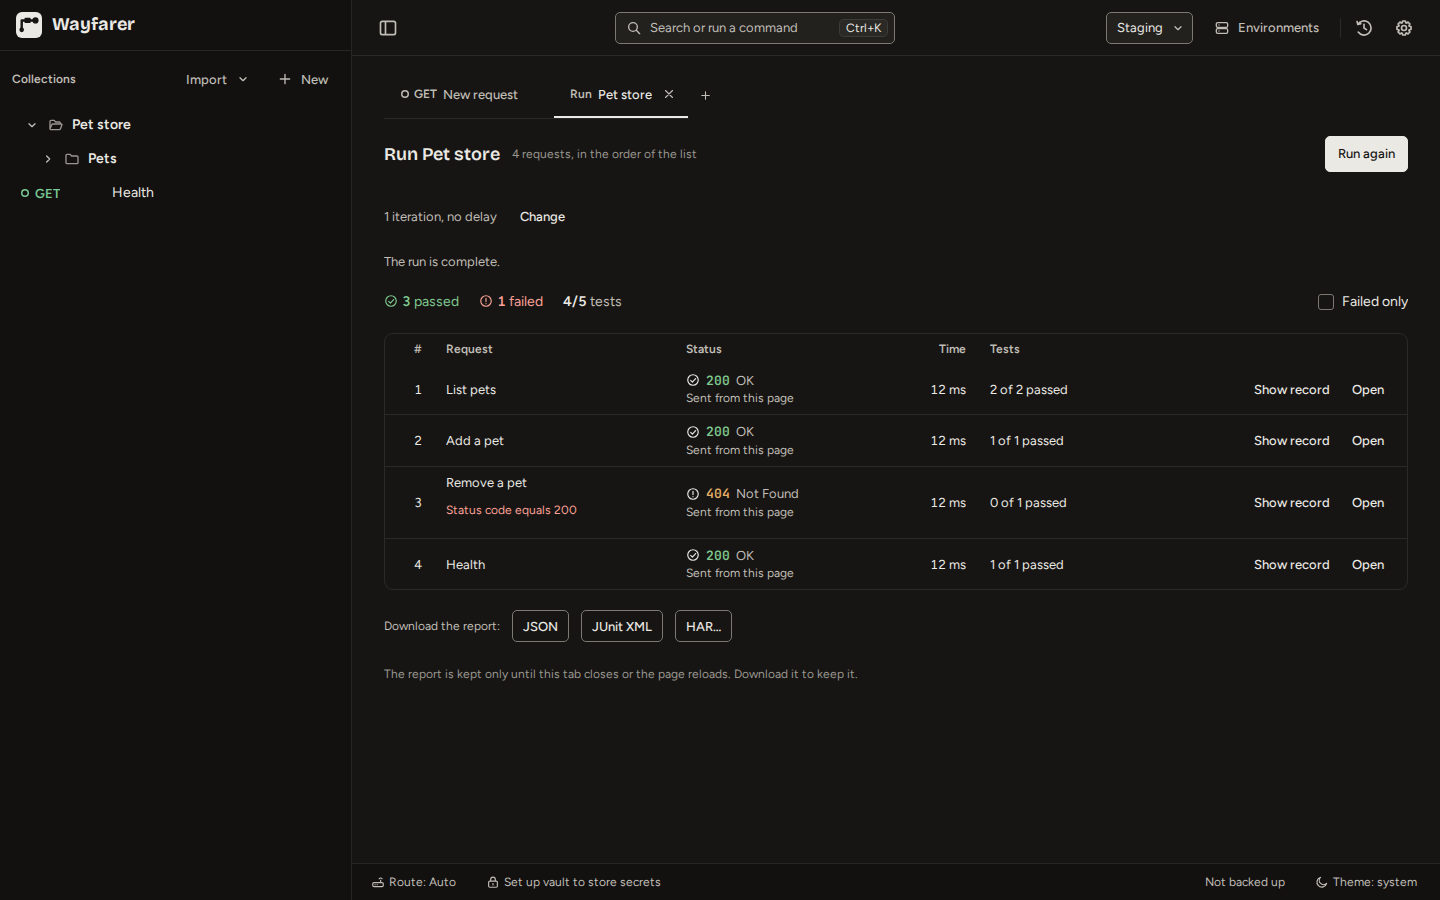 Wayfarer
Search or run a command Ctrl+K
Staging
Environments
Collections Import New
Pet store
Pets
GET Health
GET New request
Run Pet store
Run Pet store 4 requests, in the order of the list
Run again
1 iteration, no delay Change
The run is complete.
3 passed 1 failed 4/5 tests
Failed only
# Request Status Time Tests
1 List pets 200 OK Sent from this page 12 ms 2 of 2 passed Show record Open
2 Add a pet 200 OK Sent from this page 12 ms 1 of 1 passed Show record Open
3 Remove a pet Status code equals 200 404 Not Found Sent from this page 12 ms 0 of 1 passed Show record Open
4 Health 200 OK Sent from this page 12 ms 1 of 1 passed Show record Open
Download the report: JSON JUnit XML HAR...
The report is kept only until this tab closes or the page reloads. Download it to keep it.
Route: Auto Set up vault to store secrets Not backed up Theme: system